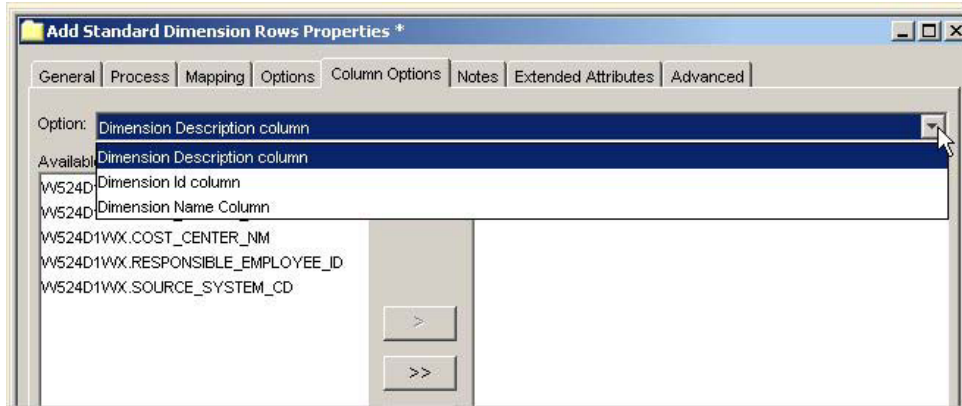 Add Standard Dimension Rows Properties *
General Process Mapping Options Column Options Notes Extended Attributes Advanced
Option: Dimension Description column
Dimension Description column
Dimension Id column
Dimension Name Column
W524D1WX.COST_CENTER_NM
W524D1WX.RESPONSIBLE_EMPLOYEE_ID
W524D1WX.SOURCE_SYSTEM_CD
>
>>